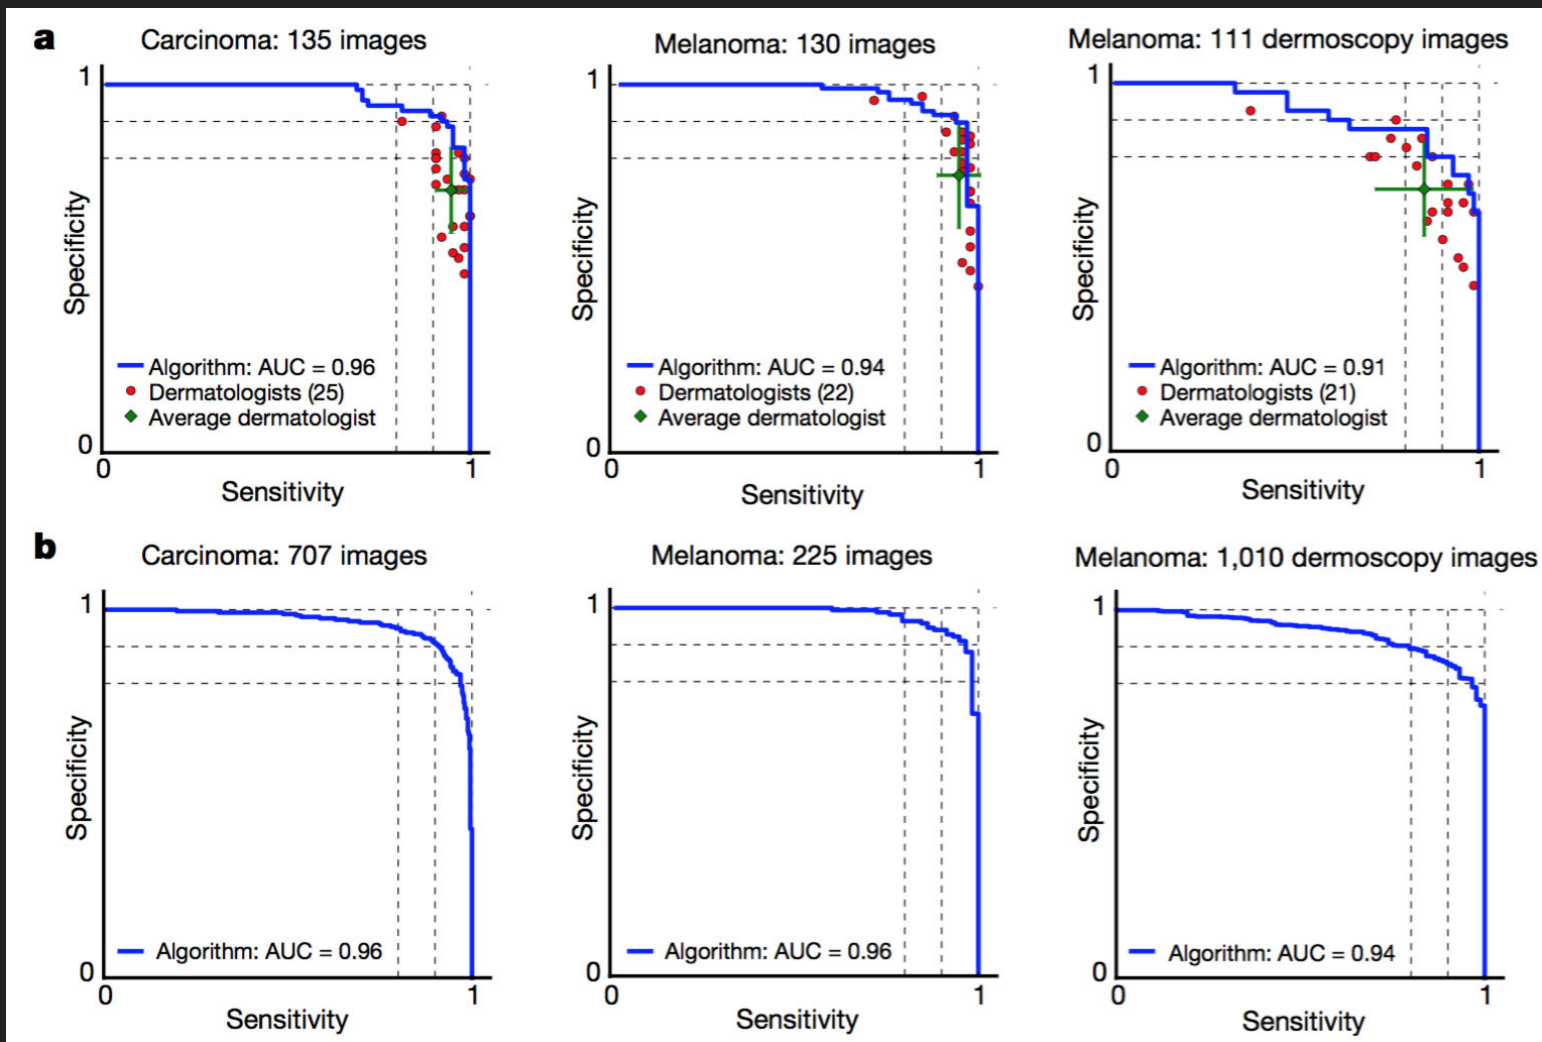 a
Carcinoma: 135 images
1
Specificity
Algorithm: AUC = 0.96
Dermatologists (25)
Average dermatologist
0
0
1
Sensitivity
Melanoma: 130 images
1
Specificity
Algorithm: AUC = 0.94
Dermatologists (22)
Average dermatologist
0
0
1
Sensitivity
Melanoma: 111 dermoscopy images
1
Specificity
Algorithm: AUC = 0.91
Dermatologists (21)
Average dermatologist
0
0
1
Sensitivity
b
Carcinoma: 707 images
1
Specificity
Algorithm: AUC = 0.96
0
0
1
Sensitivity
Melanoma: 225 images
1
Specificity
Algorithm: AUC = 0.96
0
0
1
Sensitivity
Melanoma: 1,010 dermoscopy images
1
Specificity
Algorithm: AUC = 0.94
0
0
1
Sensitivity